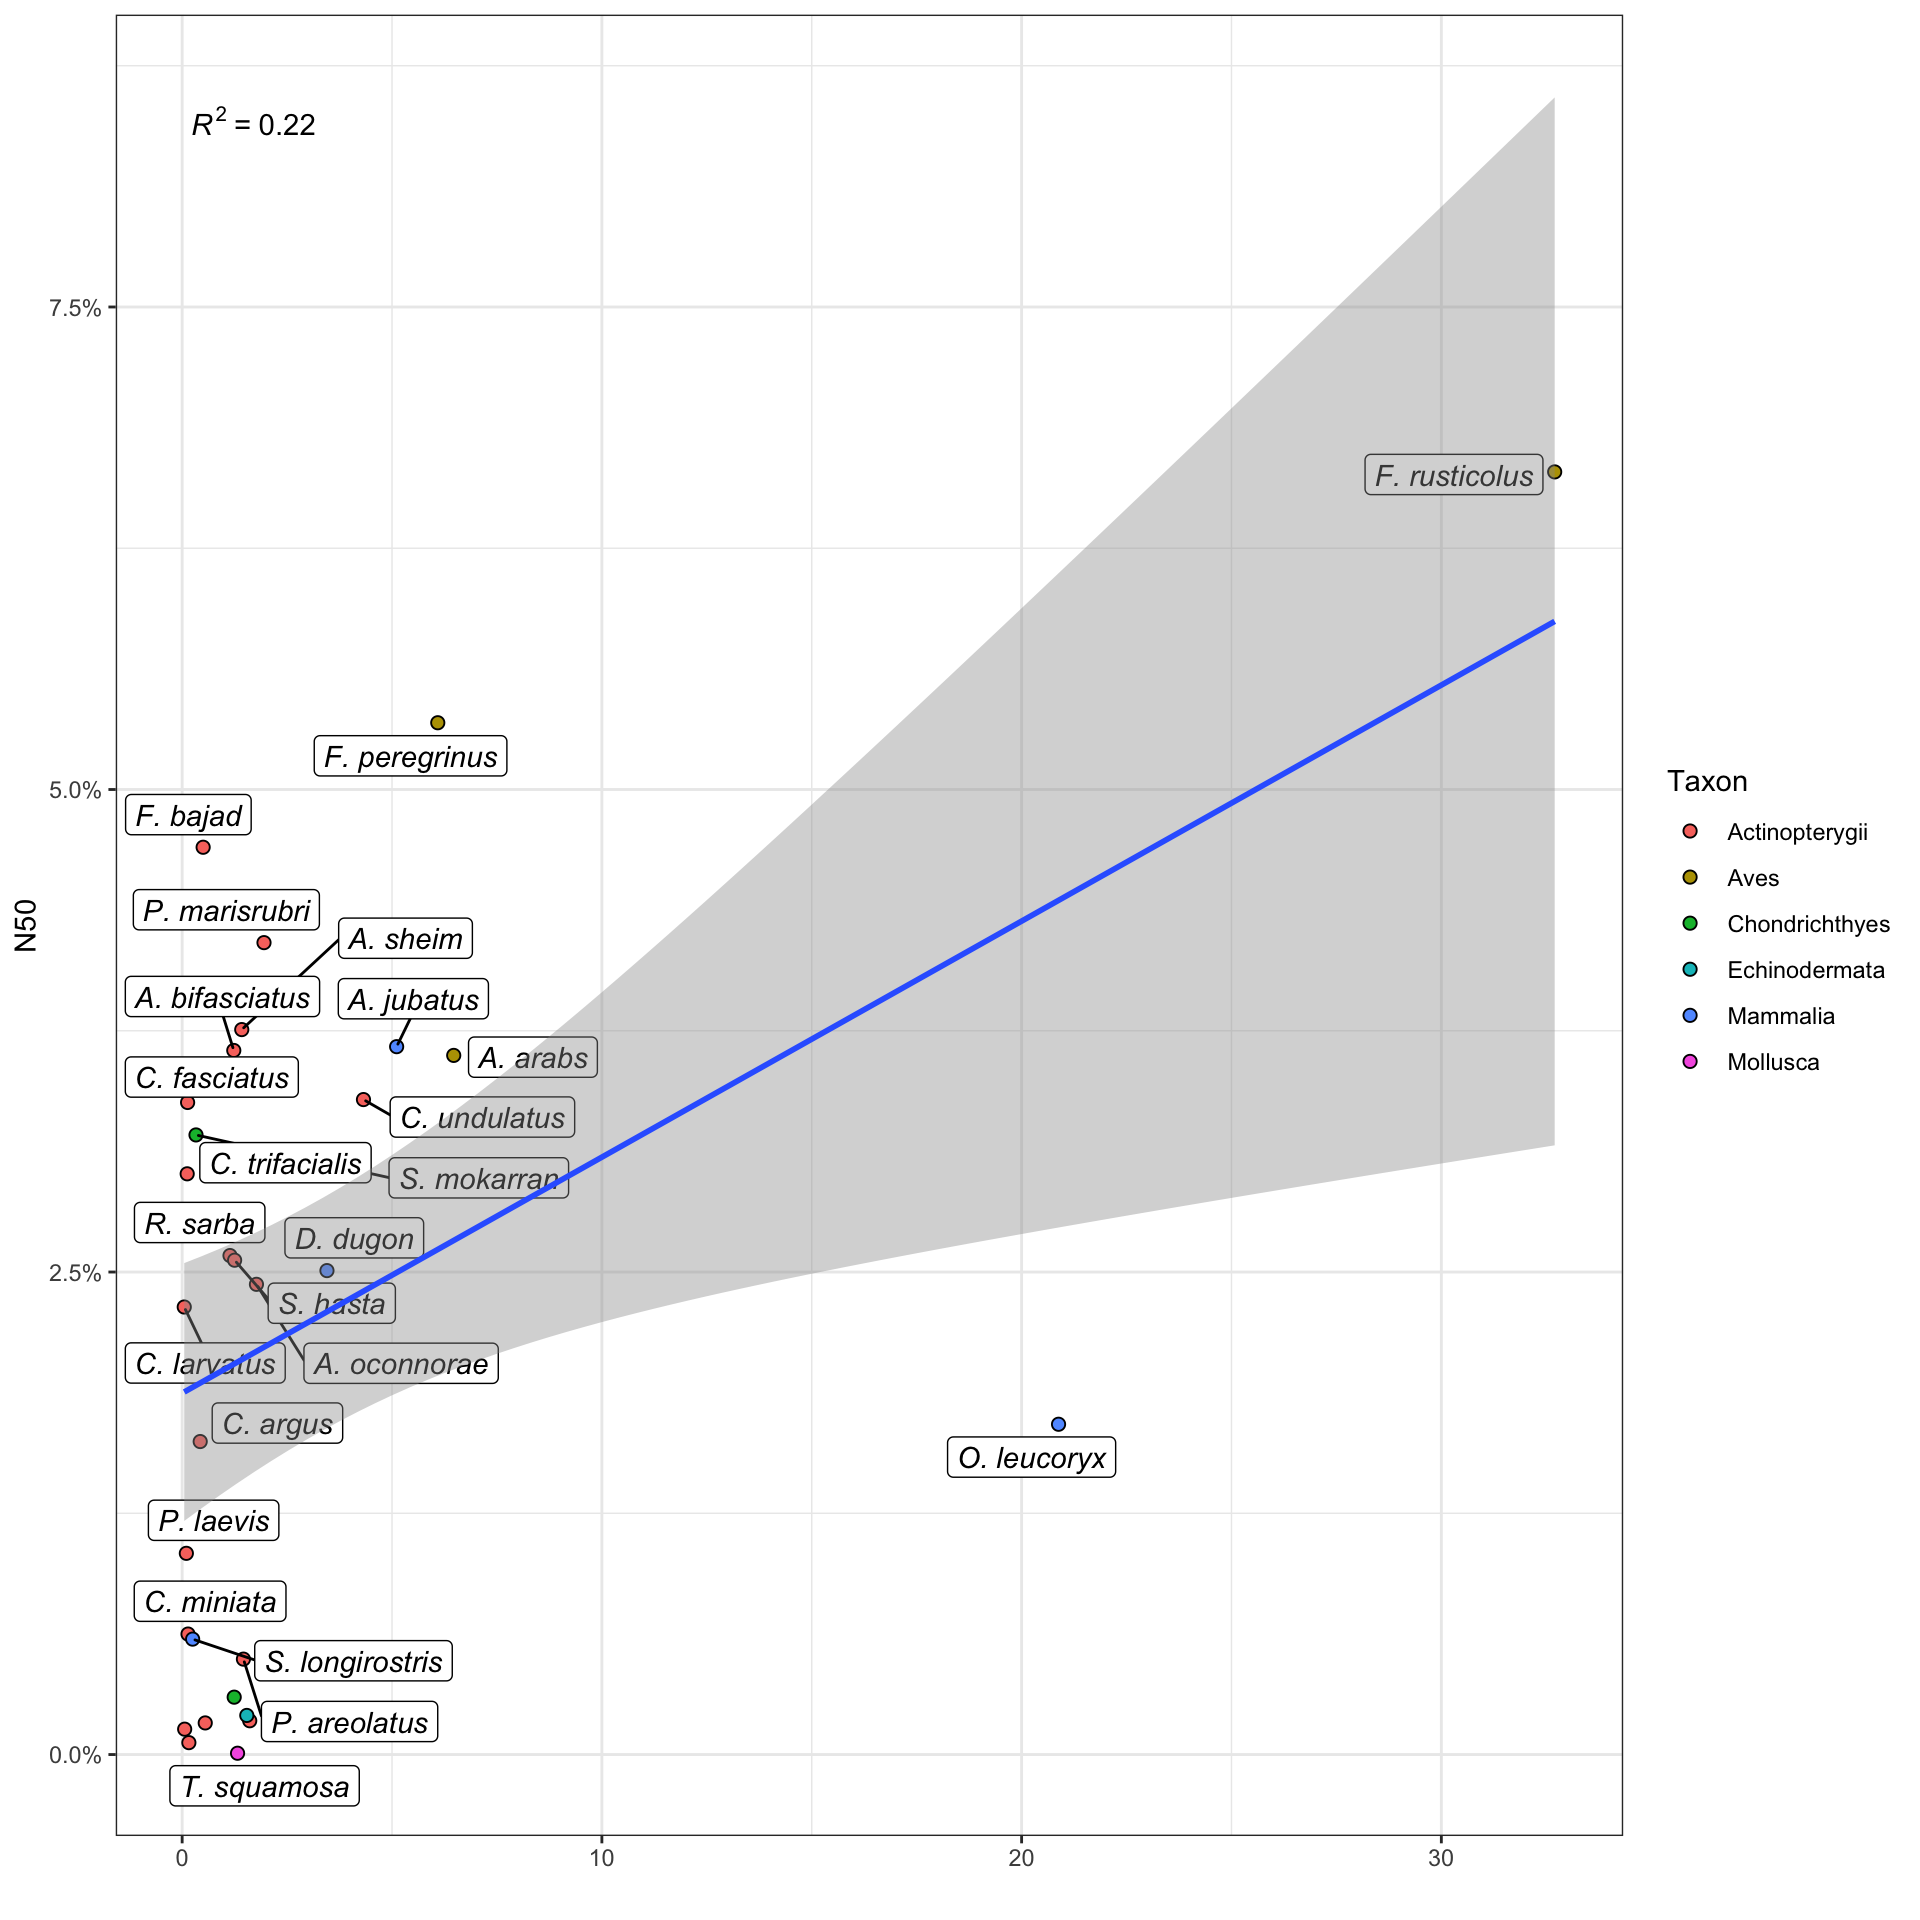 R² = 0.22
7.5%
5.0%
2.5%
0.0%
N50
0
10
20
30
F. rusticolus
F. peregrinus
F. bajad
P. marisrubri
A. sheim
A. bifasciatus
A. jubatus
A. arabs
C. fasciatus
C. undulatus
C. trifacialis
S. mokarran
R. sarba
D. dugon
S. hasta
C. larvatus
A. oconnorae
C. argus
O. leucoryx
P. laevis
C. miniata
S. longirostris
P. areolatus
T. squamosa
Taxon
Actinopterygii
Aves
Chondrichthyes
Echinodermata
Mammalia
Mollusca